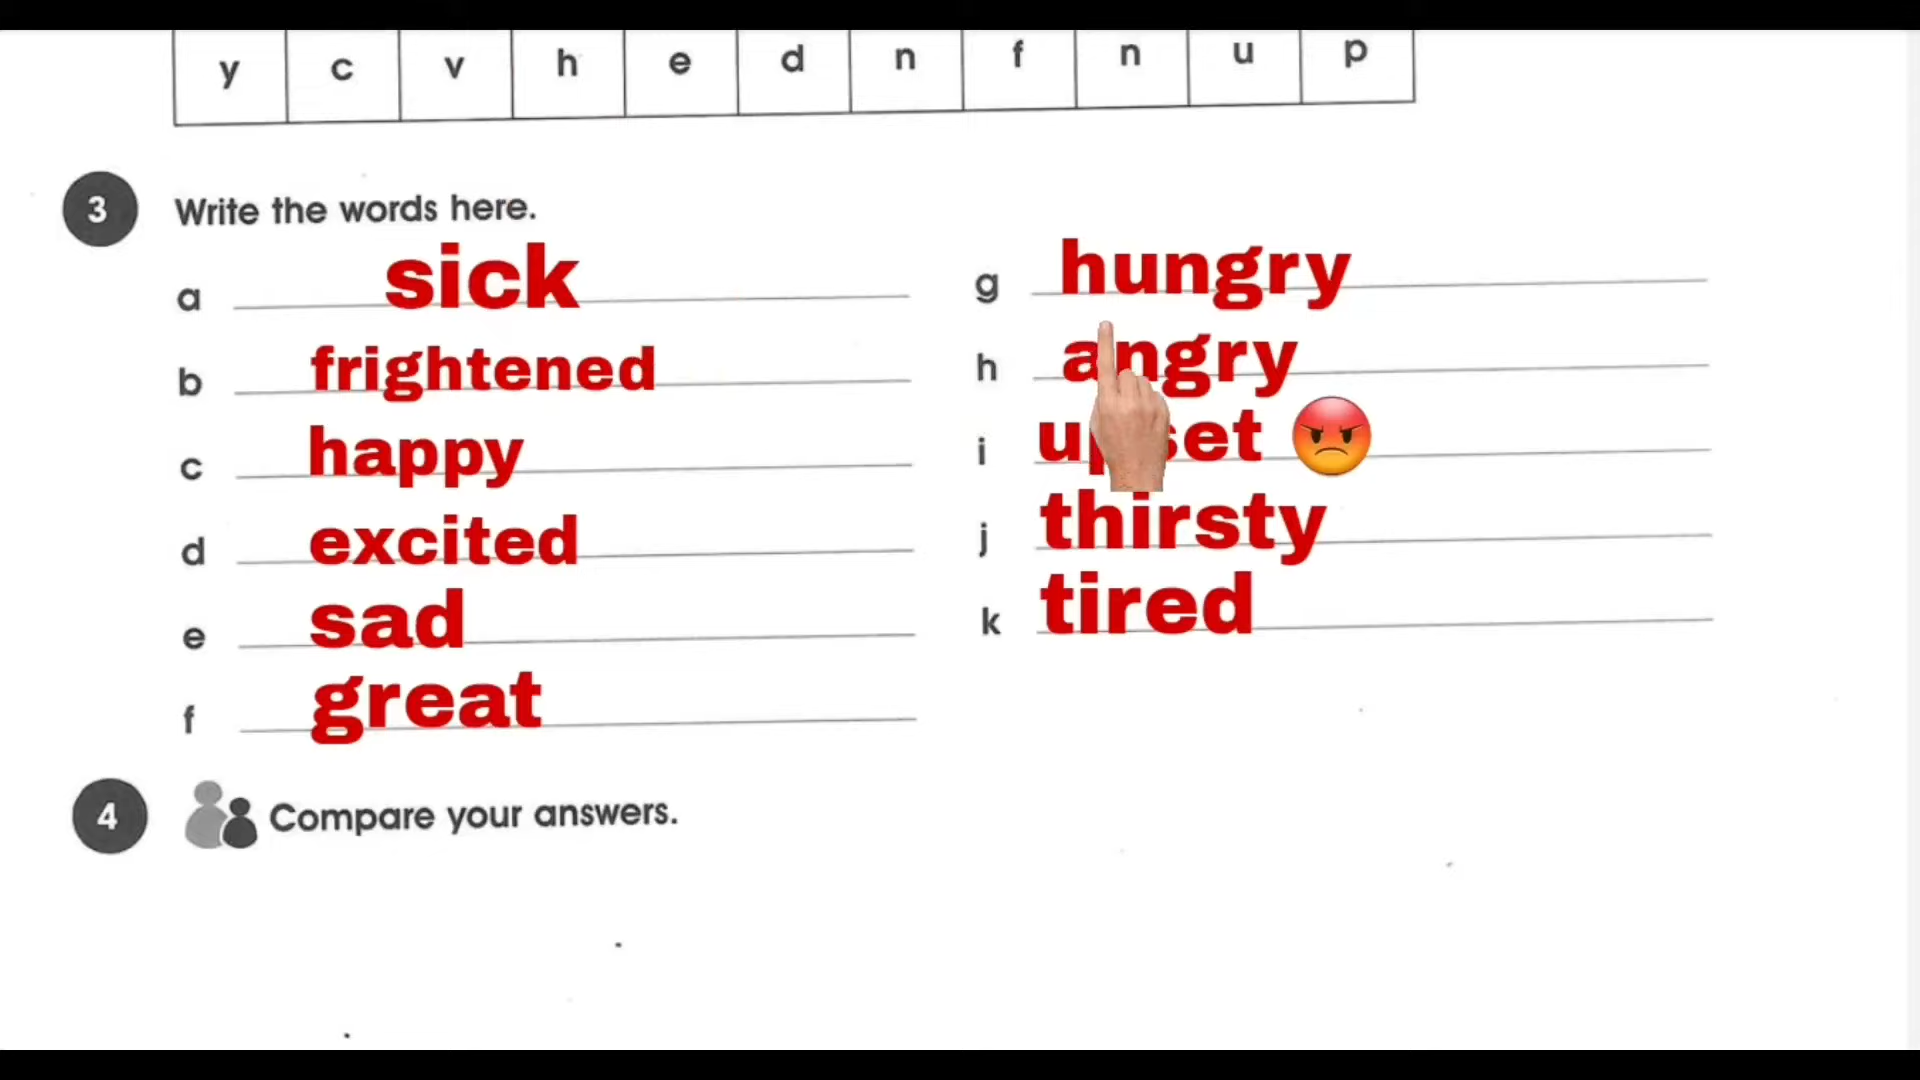 y c v h e d n f n u p
3 Write the words here.
a sick
b frightened
c happy
d excited
e sad
f great
g hungry
h angry
i upset
j thirsty
k tired
4 Compare your answers.